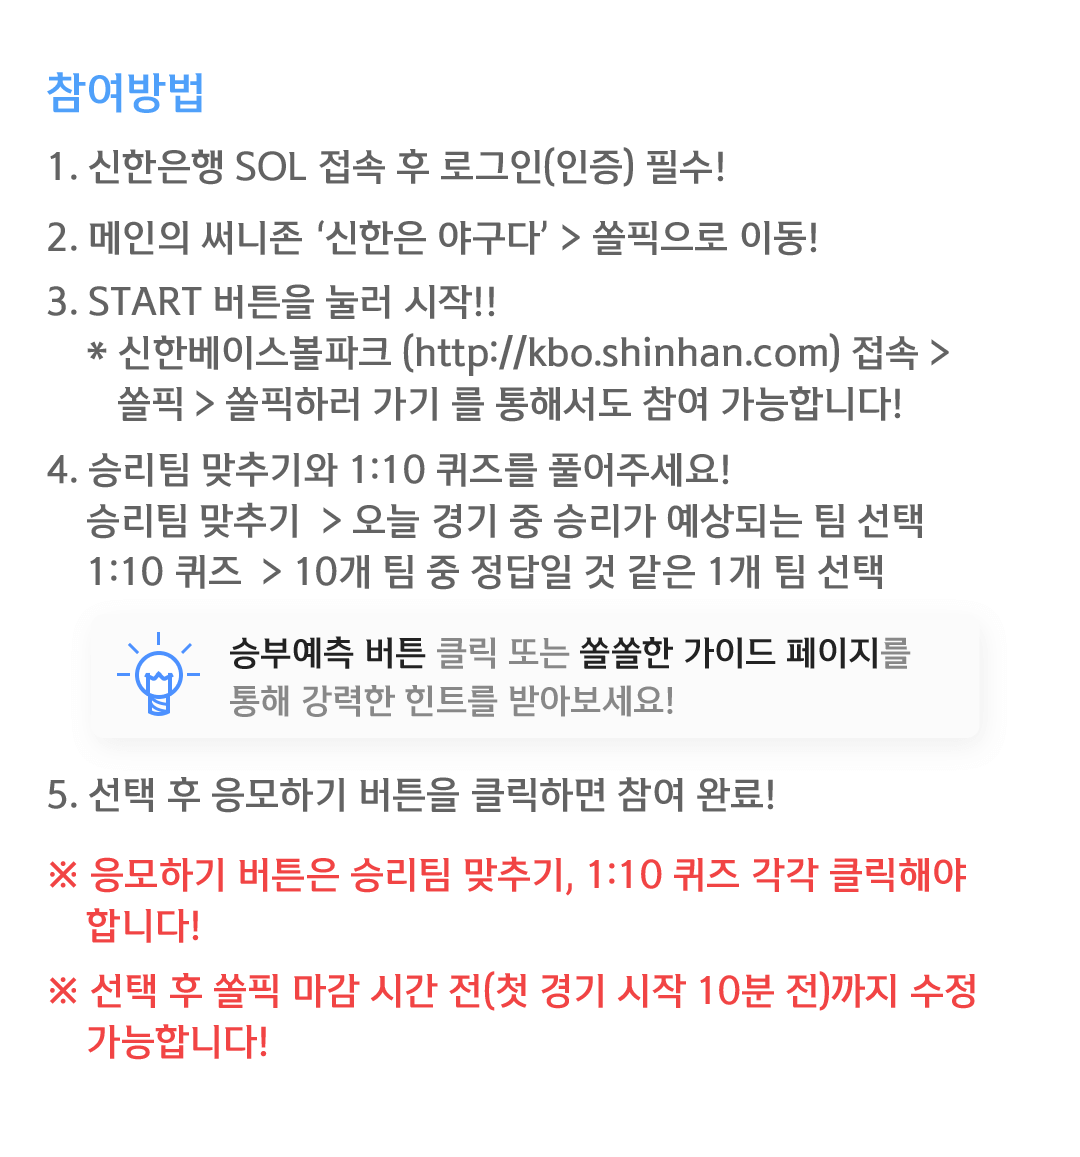 참여방법
1. 신한은행 SOL 접속 후 로그인(인증) 필수!
2. 메인의 써니존 ‘신한은 야구다’ > 쏠픽으로 이동!
3. START 버튼을 눌러 시작!!
* 신한베이스볼파크 (http://kbo.shinhan.com) 접속 >
쏠픽 > 쏠픽하러 가기 를 통해서도 참여 가능합니다!
4. 승리팀 맞추기와 1:10 퀴즈를 풀어주세요!
승리팀 맞추기 > 오늘 경기 중 승리가 예상되는 팀 선택
1:10 퀴즈 > 10개 팀 중 정답일 것 같은 1개 팀 선택
승부예측 버튼 클릭 또는 쏠쏠한 가이드 페이지를
통해 강력한 힌트를 받아보세요!
5. 선택 후 응모하기 버튼을 클릭하면 참여 완료!
※ 응모하기 버튼은 승리팀 맞추기, 1:10 퀴즈 각각 클릭해야
합니다!
※ 선택 후 쏠픽 마감 시간 전(첫 경기 시작 10분 전)까지 수정
가능합니다!